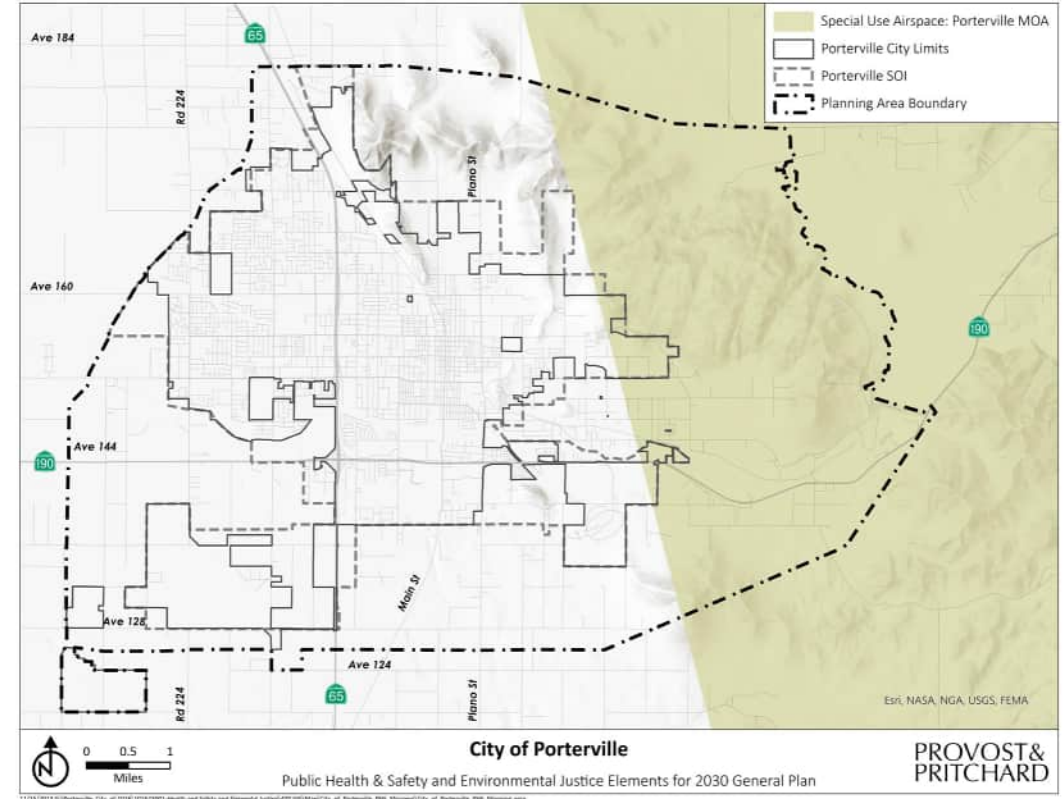 Special Use Airspace: Porterville MOA
Porterville City Limits
Porterville SOI
Planning Area Boundary
Ave 184
65
Rd 224
Plano St
Ave 160
190
Ave 144
190
Main St
Ave 128
Ave 124
65
Rd 224
Plano St
Esri, NASA, NGA, USGS, FEMA
N
0 0.5 1
Miles
City of Porterville
Public Health & Safety and Environmental Justice Elements for 2030 General Plan
PROVOST&
PRITCHARD